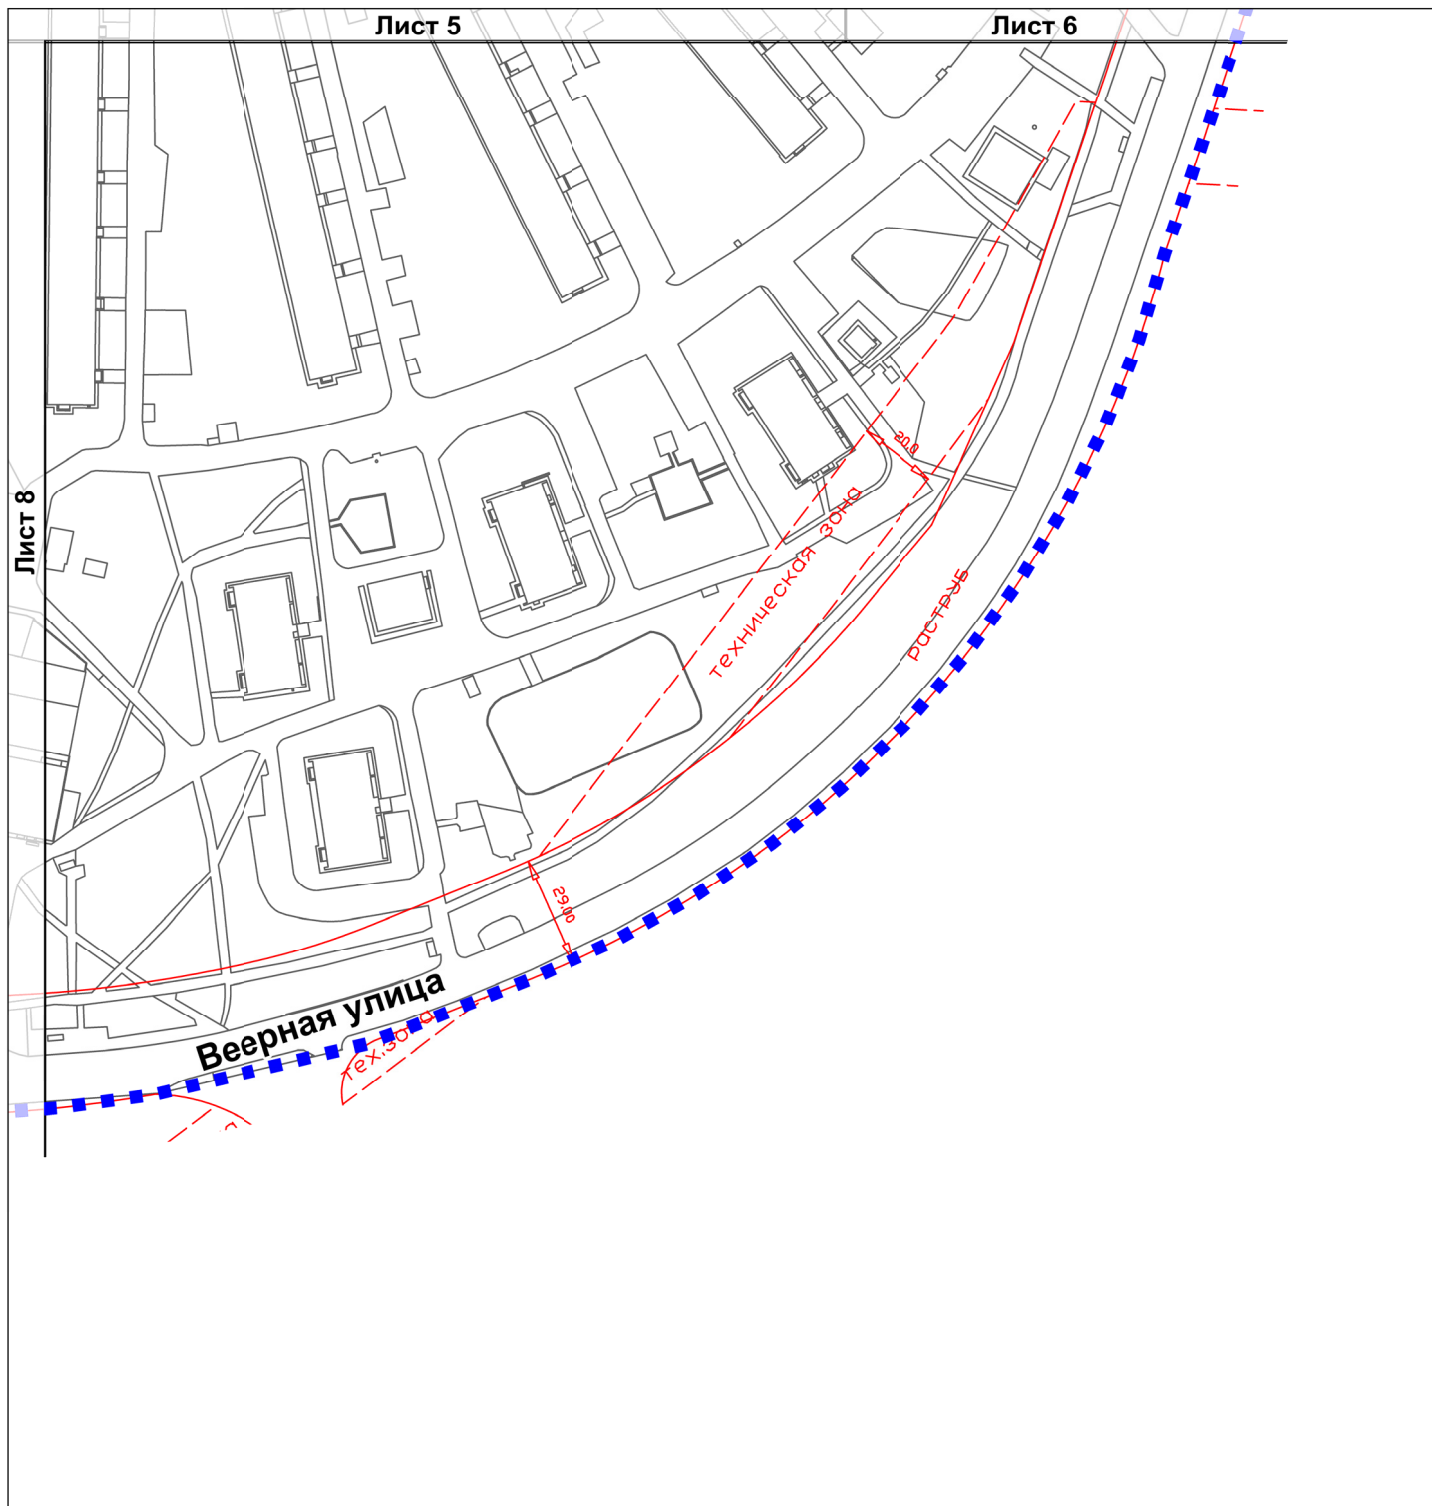 Лист 5
Лист 6
Лист 8
20,0
техническая зона
раструб
29,00
Веерная улица
тех.зона